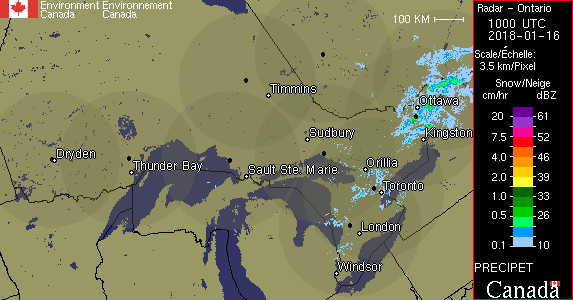 Environment Environnement
Canada Canada
100 KM
Timmins
Ottawa
Sudbury
Kingston
Dryden
Thunder Bay
Sault Ste. Marie
Orillia
Toronto
London
Windsor
Radar - Ontario
1000 UTC
2018-01-16
Scale/Échelle:
3.5 km/Pixel
Snow/Neige
cm/hr dBZ
20 61
7.5 52
4.0 46
2.0 39
1.0 33
0.5 26
0.1 10
PRECIPET
Canada